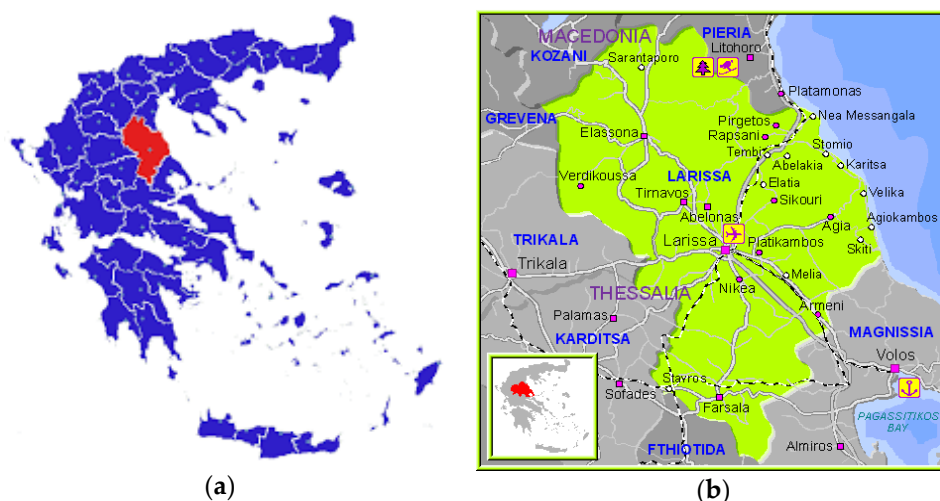 MACEDONIA
PIERIA
KOZANI
Litohoro
Sarantaporo
Platamonas
GREVENA
Nea Messangala
Pirgetos
Elassona
Rapsani
Stomio
Tembi
Abelakia
Karitsa
Verdikoussa
LARISSA
Elatia
Tirnavos
Velika
Sikouri
Abelonas
Agia
Agiokambos
TRIKALA
Larissa
Platikambos
Skiti
Trikala
Melia
Nikea
THESSALIA
Palamas
Armeni
KARDITSA
MAGNISSIA
Volos
Stavros
Sofades
Farsala
PAGASSITIKOS
BAY
Almiros
FTHIOTIDA
(a)
(b)